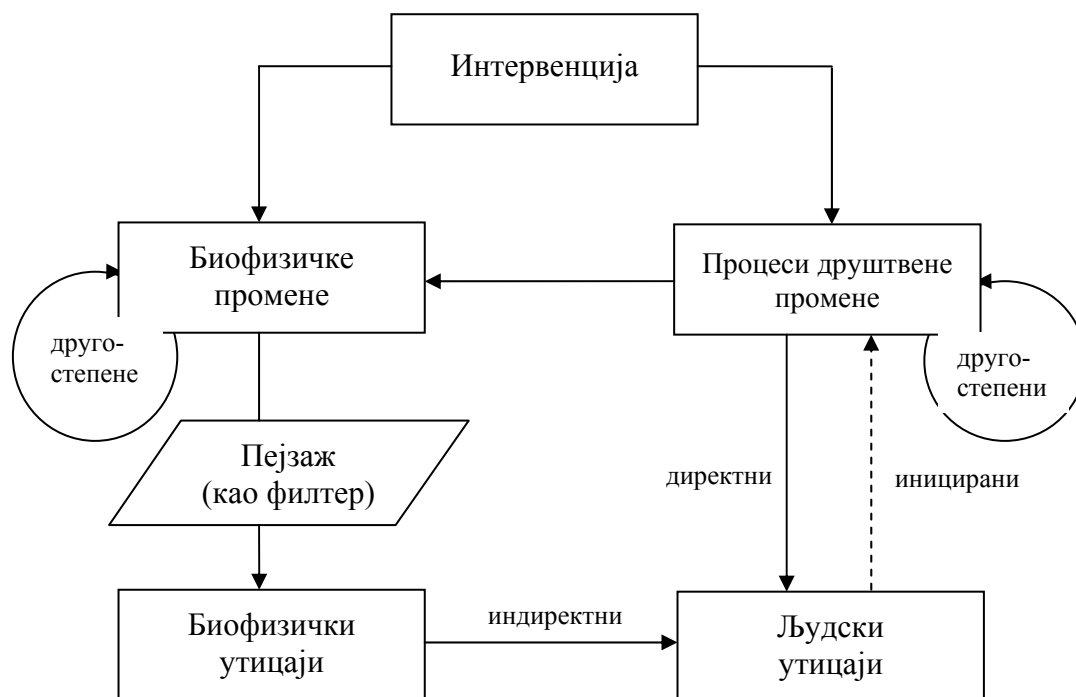 Интервенција
Биофизичке
промене
Процеси друштвене
промене
друго-
степене
друго-
степени
Пејзаж
(као филтер)
директни
иницирани
Биофизички
утицаји
индиректни
Људски
утицаји